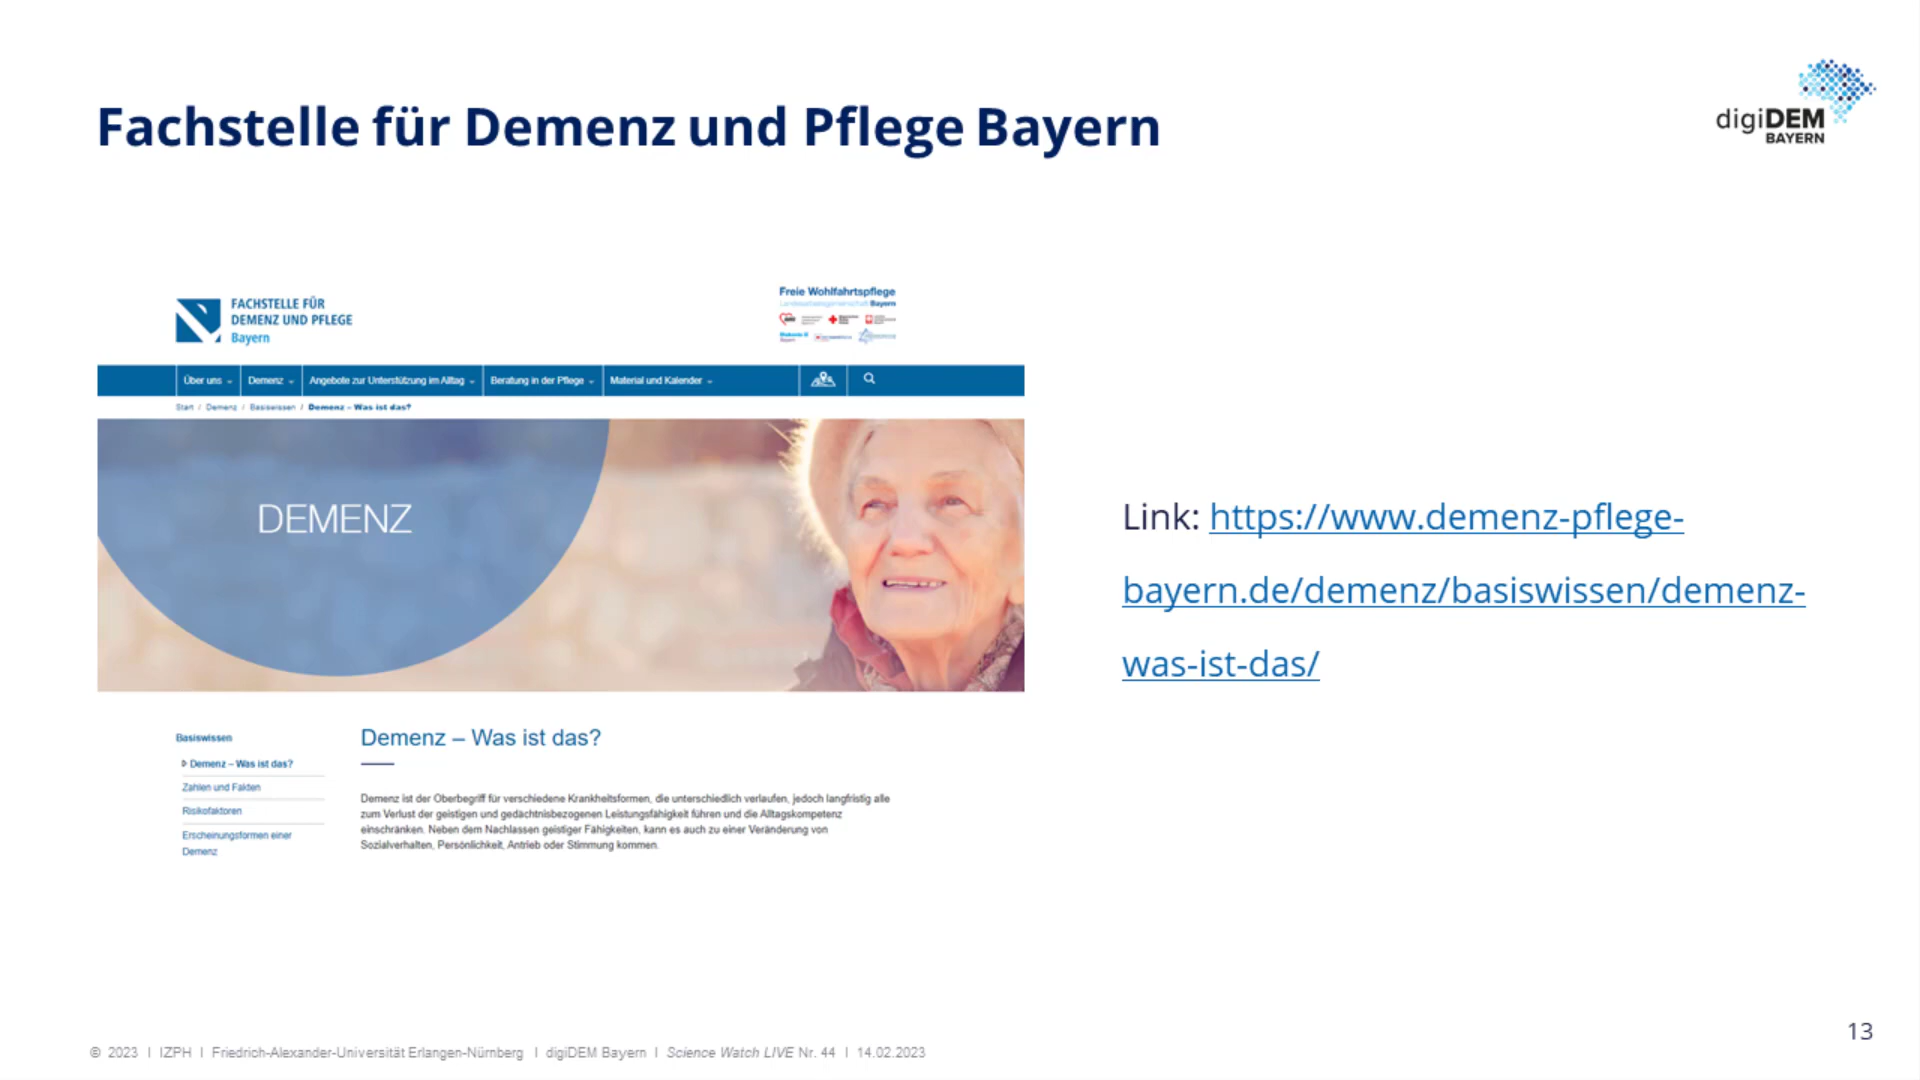 Fachstelle für Demenz und Pflege Bayern
digiDEM
BAYERN
FACHSTELLE FÜR
DEMENZ UND PFLEGE
Bayern
Freie Wohlfahrtspflege
Landesarbeitsgemeinschaft Bayern
Über uns
Demenz
Angebote zur Unterstützung im Alltag
Beratung in der Pflege
Material und Kalender
Start / Demenz / Basiswissen / Demenz – Was ist das?
DEMENZ
Link: https://www.demenz-pflege-
bayern.de/demenz/basiswissen/demenz-
was-ist-das/
Basiswissen
Demenz – Was ist das?
Zahlen und Fakten
Risikofaktoren
Erscheinungsformen einer
Demenz
Demenz – Was ist das?
Demenz ist der Oberbegriff für verschiedene Krankheitsformen, die unterschiedlich verlaufen, jedoch langfristig alle
zum Verlust der geistigen und gedächtnisbezogenen Leistungsfähigkeit führen und die Alltagskompetenz
einschränken. Neben dem Nachlassen geistiger Fähigkeiten, kann es auch zu einer Veränderung von
Sozialverhalten, Persönlichkeit, Antrieb oder Stimmung kommen.
13
© 2023 I IZPH I Friedrich-Alexander-Universität Erlangen-Nürnberg I digiDEM Bayern I Science Watch LIVE Nr. 44 I 14.02.2023